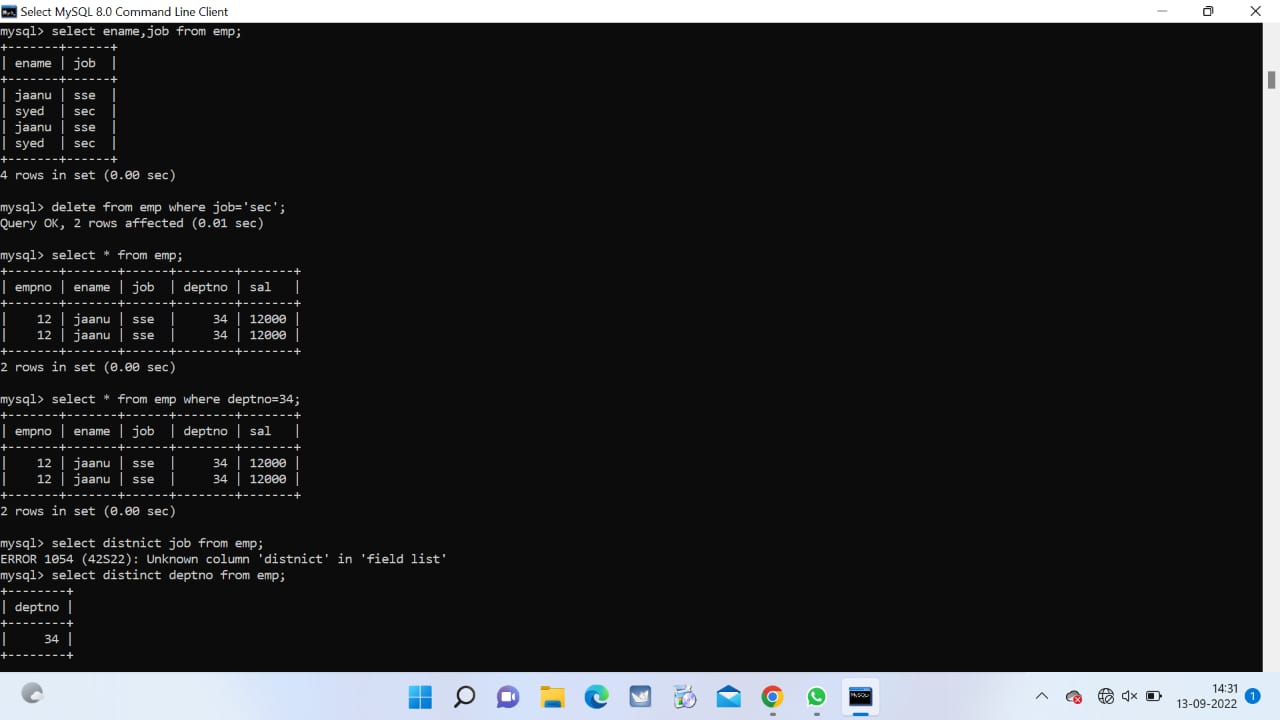 Select MySQL 8.0 Command Line Client
mysql> select ename,job from emp;
+-------+------+
| ename | job  |
+-------+------+
| jaanu | sse  |
| syed  | sec  |
| jaanu | sse  |
| syed  | sec  |
+-------+------+
4 rows in set (0.00 sec)
mysql> delete from emp where job='sec';
Query OK, 2 rows affected (0.01 sec)
mysql> select * from emp;
+-------+-------+------+--------+-------+
| empno | ename | job  | deptno | sal   |
+-------+-------+------+--------+-------+
|    12 | jaanu | sse  |     34 | 12000 |
|    12 | jaanu | sse  |     34 | 12000 |
+-------+-------+------+--------+-------+
2 rows in set (0.00 sec)
mysql> select * from emp where deptno=34;
+-------+-------+------+--------+-------+
| empno | ename | job  | deptno | sal   |
+-------+-------+------+--------+-------+
|    12 | jaanu | sse  |     34 | 12000 |
|    12 | jaanu | sse  |     34 | 12000 |
+-------+-------+------+--------+-------+
2 rows in set (0.00 sec)
mysql> select distnict job from emp;
ERROR 1054 (42S22): Unknown column 'distnict' in 'field list'
mysql> select distinct deptno from emp;
+--------+
| deptno |
+--------+
|     34 |
+--------+
MySQL
14:31
13-09-2022
1